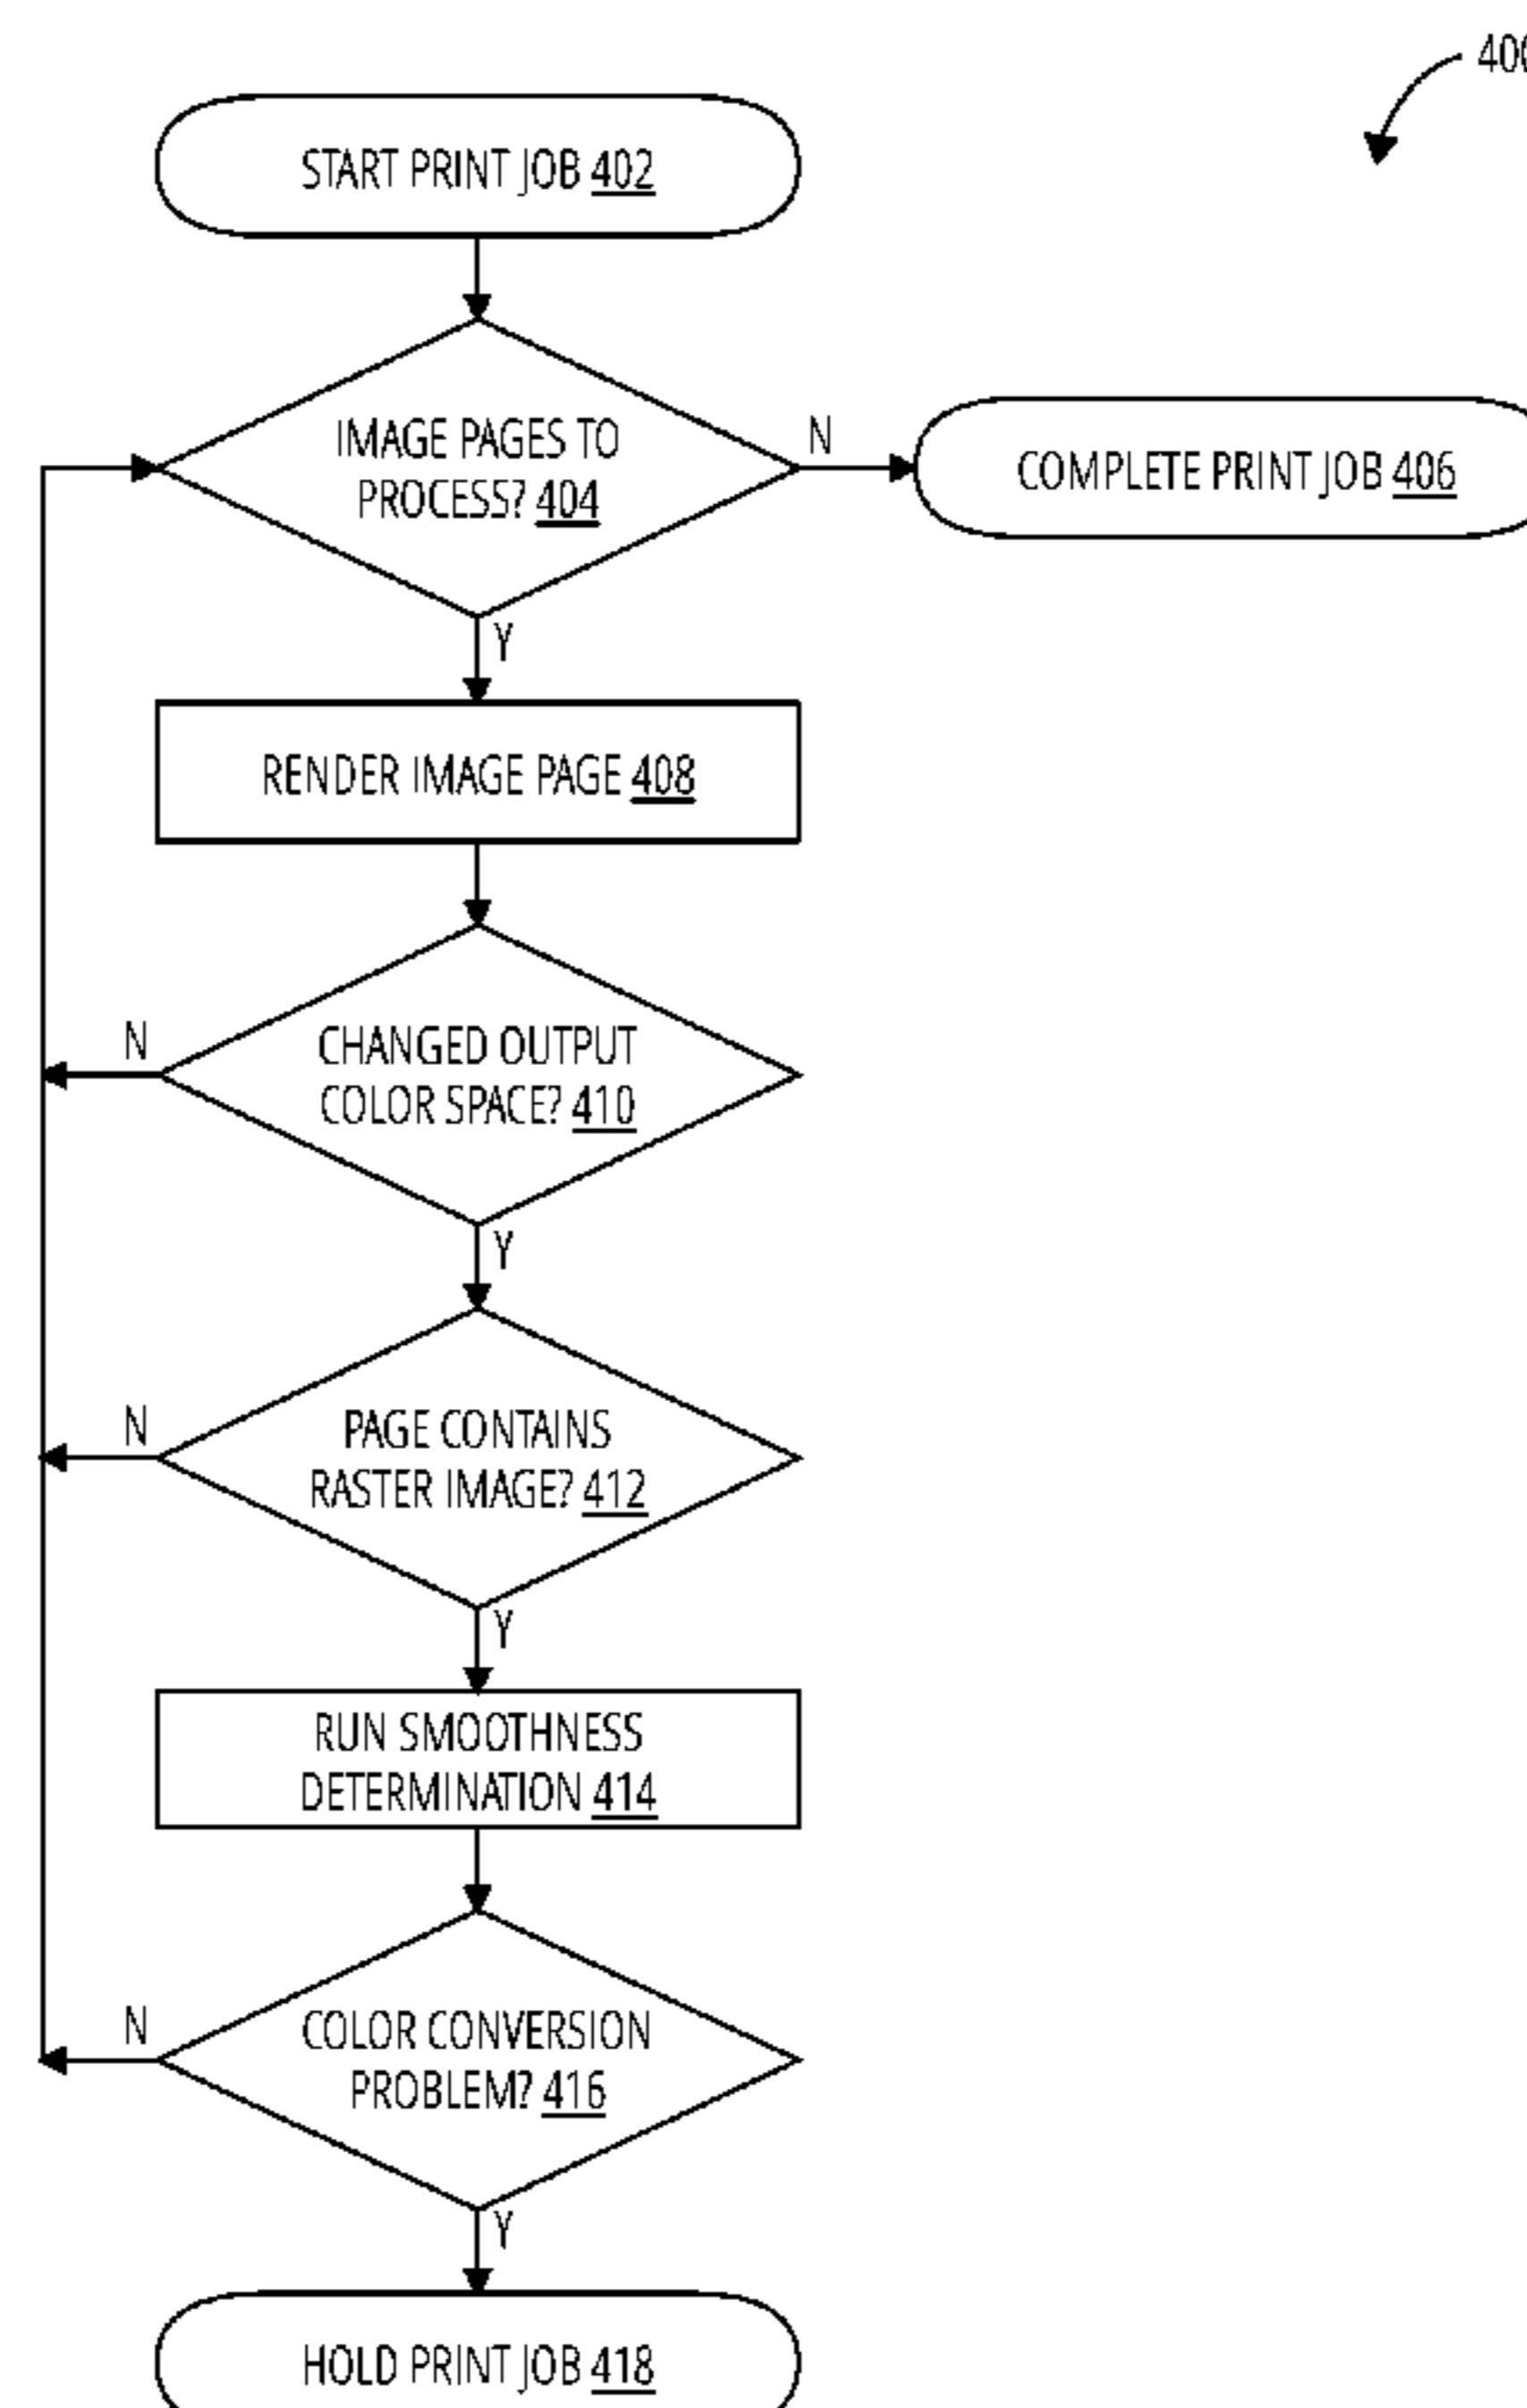 400
START PRINT JOB 402
IMAGE PAGES TO
PROCESS? 404
N
COMPLETE PRINT JOB 406
Y
RENDER IMAGE PAGE 408
N
CHANGED OUTPUT
COLOR SPACE? 410
Y
N
PAGE CONTAINS
RASTER IMAGE? 412
Y
RUN SMOOTHNESS
DETERMINATION 414
N
COLOR CONVERSION
PROBLEM? 416
Y
HOLD PRINT JOB 418